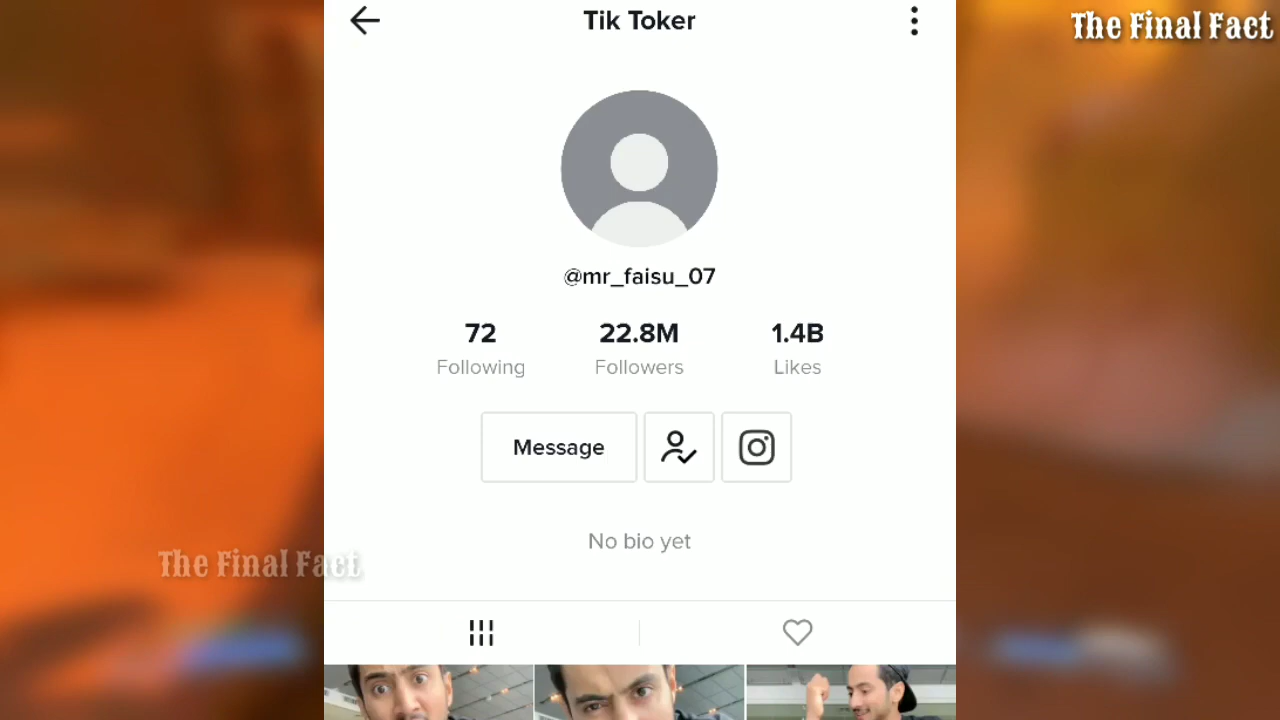 Tik Toker
The Final Fact
@mr_faisu_07
72 22.8M 1.4B
Following Followers Likes
Message
No bio yet
The Final Fact